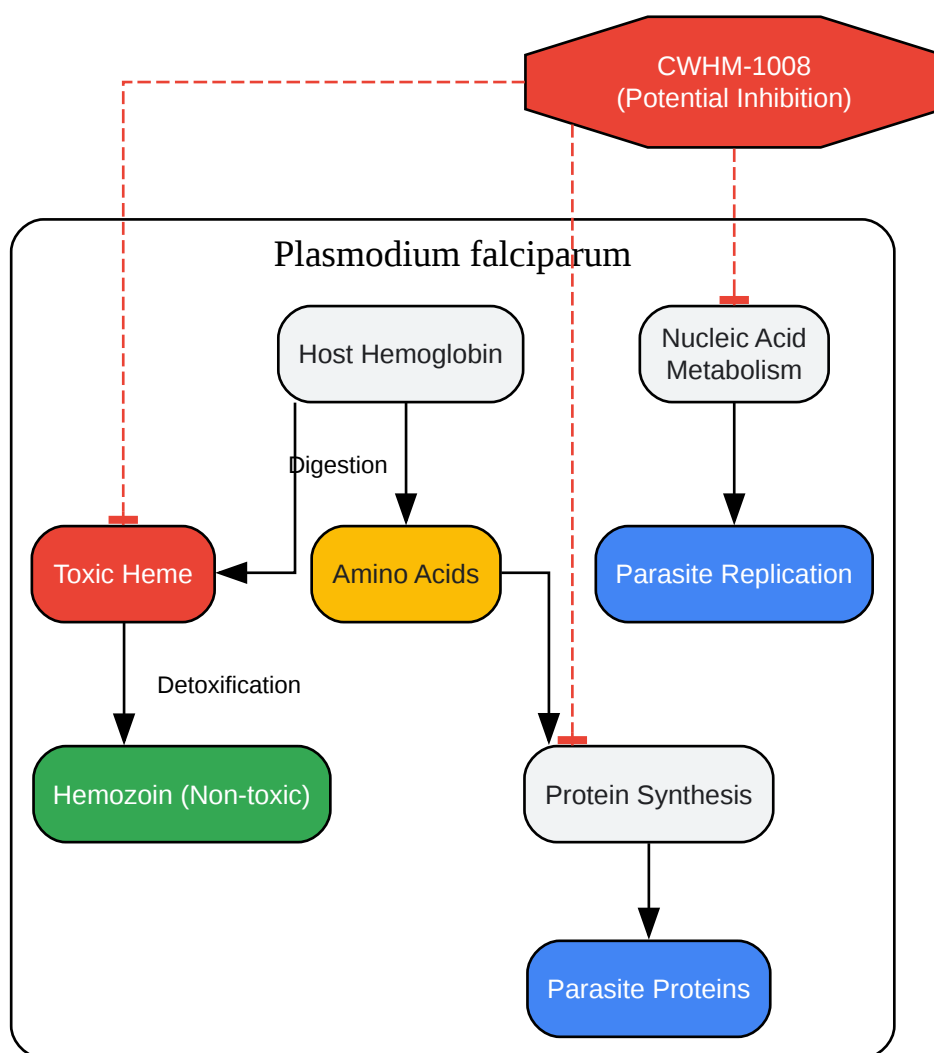 CWHM-1008
(Potential Inhibition)
Plasmodium falciparum
Host Hemoglobin
Nucleic Acid
Metabolism
Digestion
Toxic Heme
Amino Acids
Parasite Replication
Detoxification
Hemozoin (Non-toxic)
Protein Synthesis
Parasite Proteins